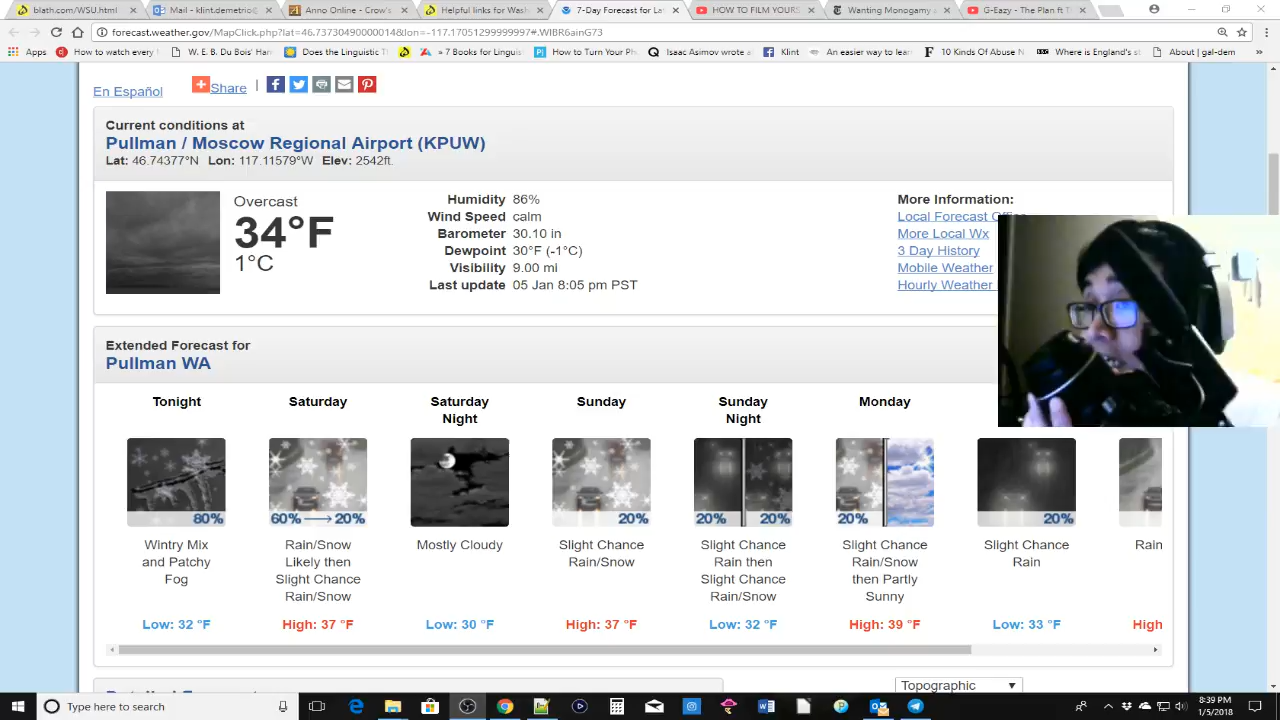 blath.com/WSU.html
Mail - klint.demetrio@
Anno Online - Crow's
Helpful links for Wask
7-Day Forecast for Lat
HOW TO FILM YOURS
Wanting Monogamy a
G-Eazy - The Plan ft T
forecast.weather.gov/MapClick.php?lat=46.73730490000014&lon=-117.17051299999997#.WlBR6ainG73
Apps
How to catch every
W. E. B. Du Bois' Har
Does the Linguistic Th
» 7 Books for Linguis
How to Turn Your Ph.
Isaac Asimov wrote a
Klint
An easier way to lear
10 Kinds Of Abuse N
Where is England's st
About | gal-dem
»
En Español
Share
|
Current conditions at
Pullman / Moscow Regional Airport (KPUW)
Lat: 46.74377°N Lon: 117.11579°W Elev: 2542ft.
Overcast
34°F
1°C
Humidity 86%
Wind Speed calm
Barometer 30.10 in
Dewpoint 30°F (-1°C)
Visibility 9.00 mi
Last update 05 Jan 8:05 pm PST
More Information:
Local Forecast Office
More Local Wx
3 Day History
Mobile Weather
Hourly Weather
Extended Forecast for
Pullman WA
Tonight
80%
Wintry Mix
and Patchy
Fog
Low: 32 °F
Saturday
60% 20%
Rain/Snow
Likely then
Slight Chance
Rain/Snow
High: 37 °F
Saturday
Night
Mostly Cloudy
Low: 30 °F
Sunday
20%
Slight Chance
Rain/Snow
High: 37 °F
Sunday
Night
20% 20%
Slight Chance
Rain then
Slight Chance
Rain/Snow
Low: 32 °F
Monday
20%
Slight Chance
Rain/Snow
then Partly
Sunny
High: 39 °F
20%
Slight Chance
Rain
Low: 33 °F
Rain
High
Topographic
Type here to search
8:39 PM
1/5/2018